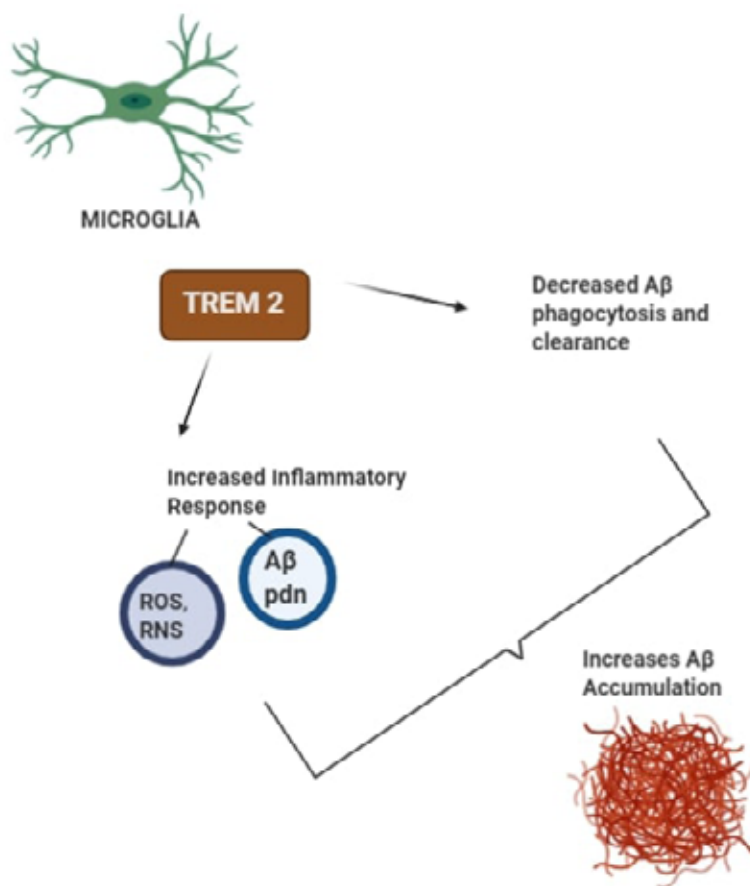 MICROGLIA
TREM 2
Decreased Aβ
phagocytosis and
clearance
Increased Inflammatory
Response
ROS,
RNS
Aβ
pdn
Increases Aβ
Accumulation